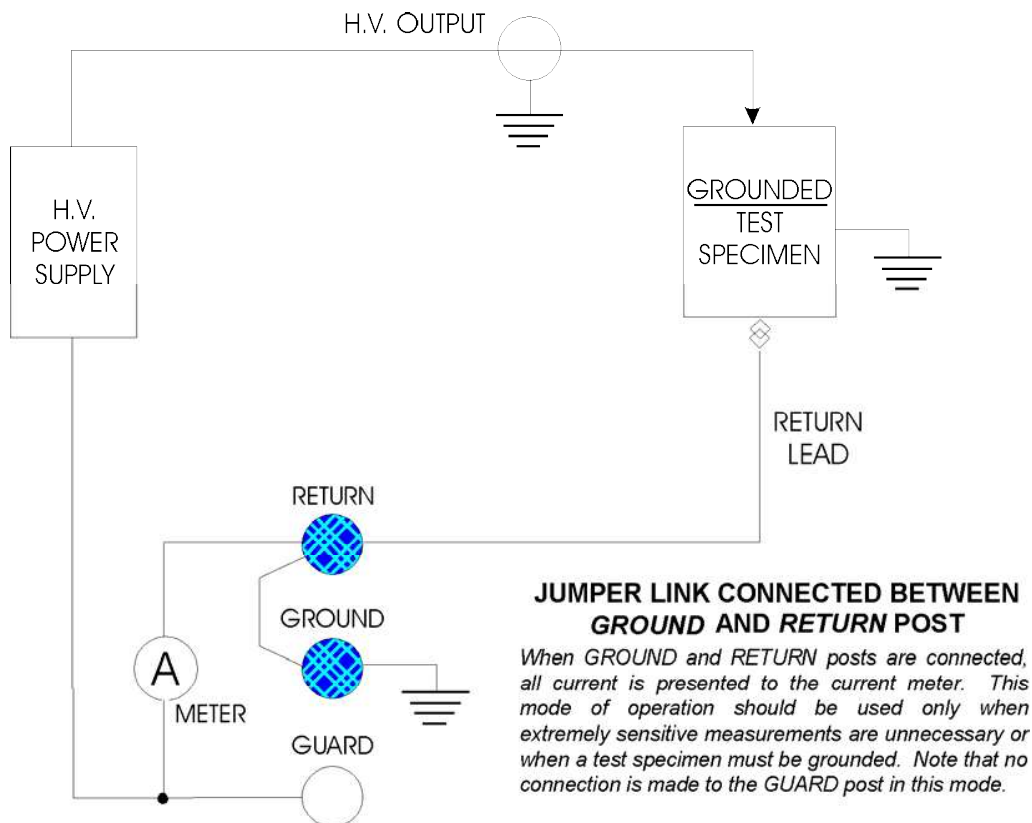 H.V. OUTPUT
H.V.
POWER
SUPPLY
GROUNDED
TEST
SPECIMEN
RETURN
LEAD
RETURN
GROUND
A
METER
GUARD
JUMPER LINK CONNECTED BETWEEN
GROUND AND RETURN POST
When GROUND and RETURN posts are connected,
all current is presented to the current meter. This
mode of operation should be used only when
extremely sensitive measurements are unnecessary or
when a test specimen must be grounded. Note that no
connection is made to the GUARD post in this mode.